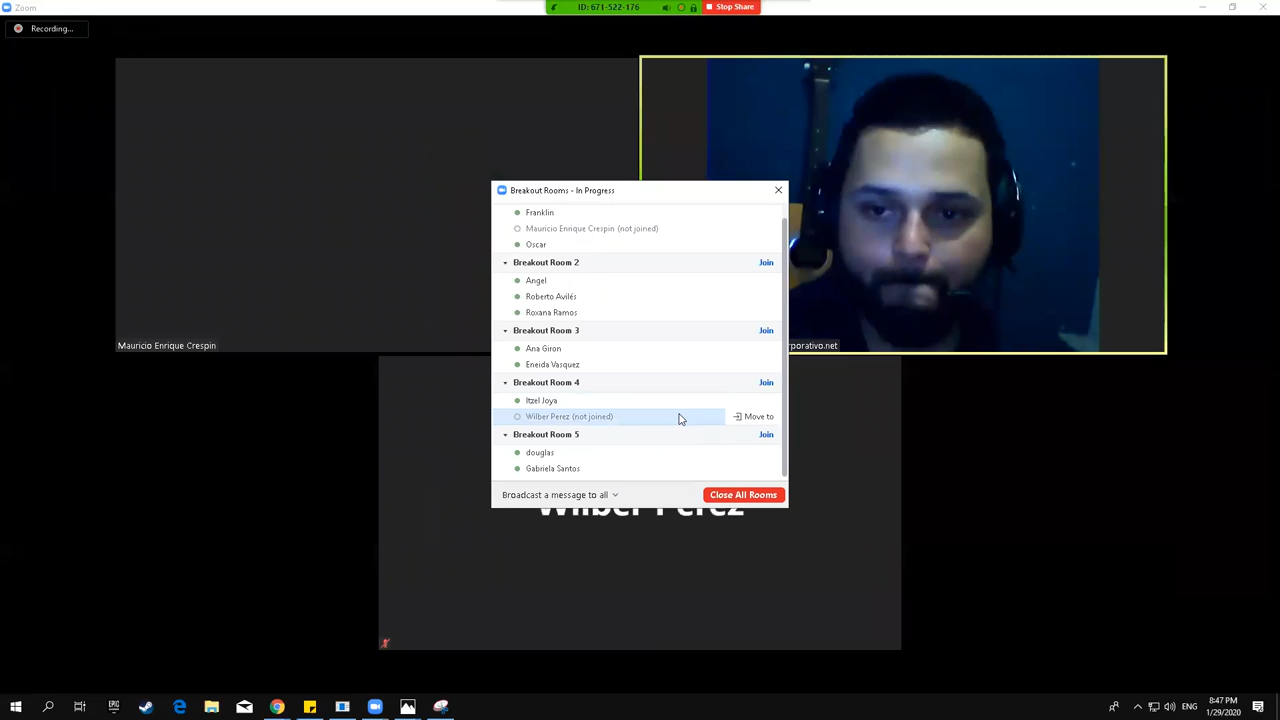 Zoom
ID: 671-522-176
Stop Share
Recording...
Breakout Rooms - In Progress
Franklin
Mauricio Enrique Crespin (not joined)
Oscar
Breakout Room 2
Join
Angel
Roberto Avilés
Roxana Ramos
Breakout Room 3
Join
Ana Giron
Eneida Vasquez
Breakout Room 4
Join
Itzel Joya
Wilber Perez (not joined)
Move to
Breakout Room 5
Join
douglas
Gabriela Santos
Broadcast a message to all
Close All Rooms
Mauricio Enrique Crespin
rporativo.net
Wilber Perez
EPIC
ENG
8:47 PM
1/29/2020